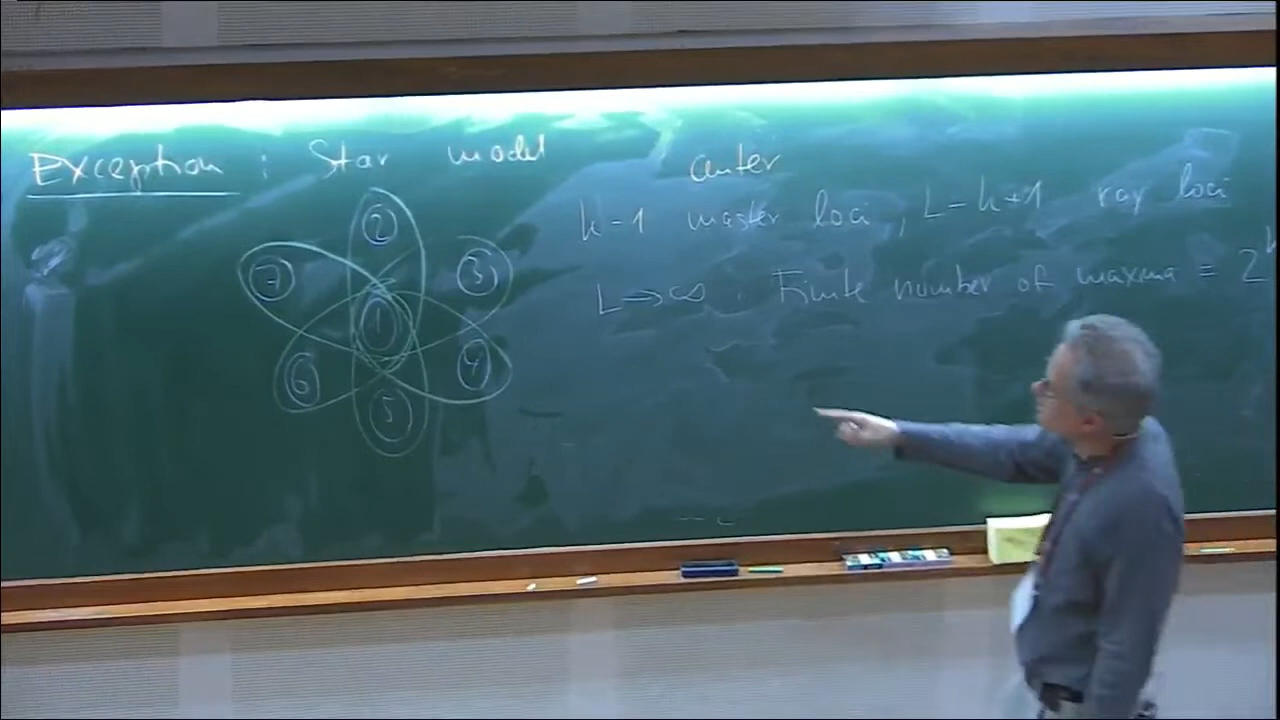 Exception : Star model
center
k-1 master loci, L-k+1 ray loci
L→∞ : Finite number of maxima = 2^k
2
7
3
1
6
4
5